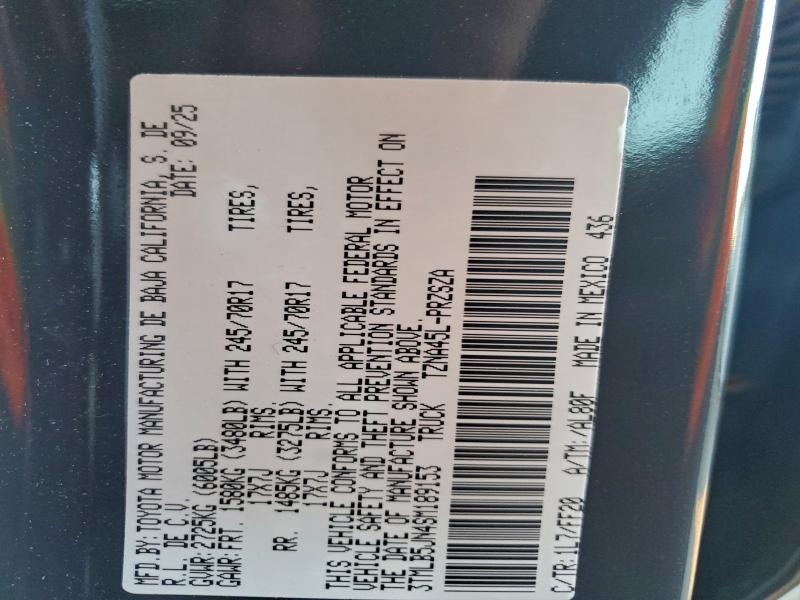 MFD.BY:TOYOTA MOTOR MANUFACTURING DE BAJA CALIFORNIA, S. DE
R.L. DE C.V. DATE: 09/25
GVWR:2725KG (6005LB)
GAWR:FRT. 1580KG (3480LB) WITH 245/70R17 TIRES,
17X7J RIMS.
RR. 1485KG (3275LB) WITH 245/70R17 TIRES,
17X7J RIMS.
THIS VEHICLE CONFORMS TO ALL APPLICABLE FEDERAL MOTOR
VEHICLE SAFETY AND THEFT PREVENTION STANDARDS IN EFFECT ON
THE DATE OF MANUFACTURE SHOWN ABOVE.
3TMLB5JN4SM189153 TRUCK TZNA45L-PRZSZA
C/TR:1L7/FF20 A/TM:/AL80F MADE IN MEXICO 436